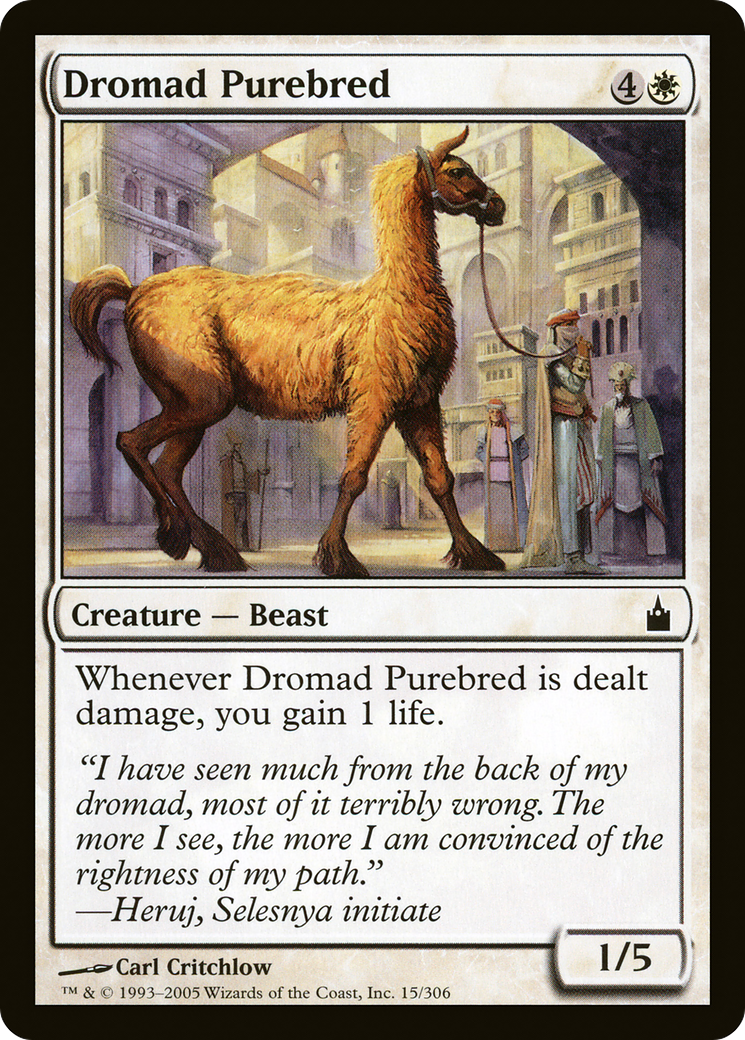 Dromad Purebred 4
Creature — Beast
Whenever Dromad Purebred is dealt
damage, you gain 1 life.
“I have seen much from the back of my
dromad, most of it terribly wrong. The
more I see, the more I am convinced of the
rightness of my path.”
—Heruj, Selesnya initiate
1/5
Carl Critchlow
™ & © 1993–2005 Wizards of the Coast, Inc. 15/306